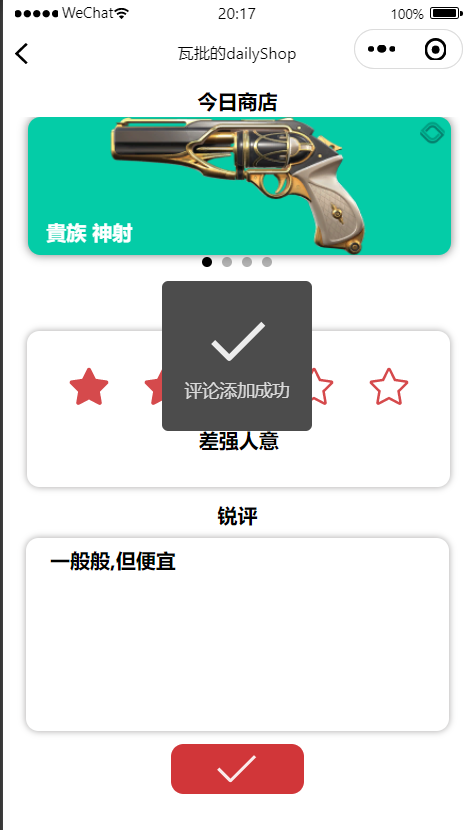 WeChat 20:17 100%
瓦批的dailyShop
今日商店
貴族 神射
评论添加成功
差强人意
锐评
一般般,但便宜